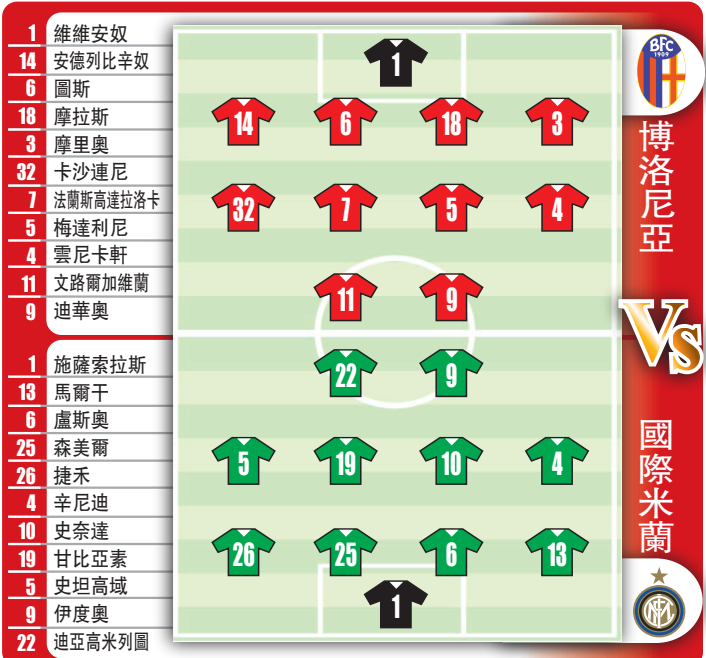 1 維維安奴
14 安德列比辛奴
6 圖斯
18 摩拉斯
3 摩里奧
32 卡沙連尼
7 法蘭斯高達拉洛卡
5 梅達利尼
4 雲尼卡軒
11 文路爾加維蘭
9 迪華奧
1 施薩索拉斯
13 馬爾干
6 盧斯奧
25 森美爾
26 捷禾
4 辛尼迪
10 史奈達
19 甘比亞素
5 史坦高域
9 伊度奧
22 迪亞高米列圖
1
14 6 18 3
32 7 5 4
11 9
22 9
5 19 10 4
26 25 6 13
1
BFC
1909
博洛尼亞
Vs
國際米蘭